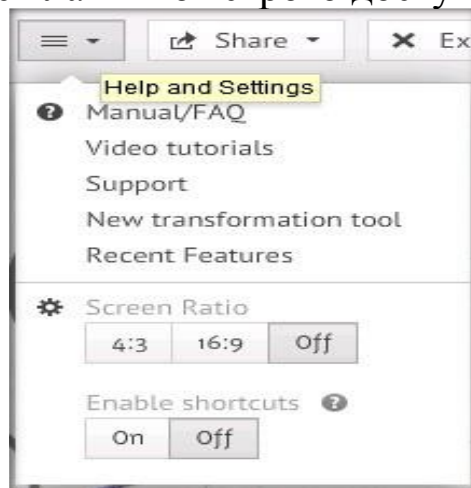 Share Ex
Help and Settings
Manual/FAQ
Video tutorials
Support
New transformation tool
Recent Features
Screen Ratio
4:3 16:9 Off
Enable shortcuts
On Off